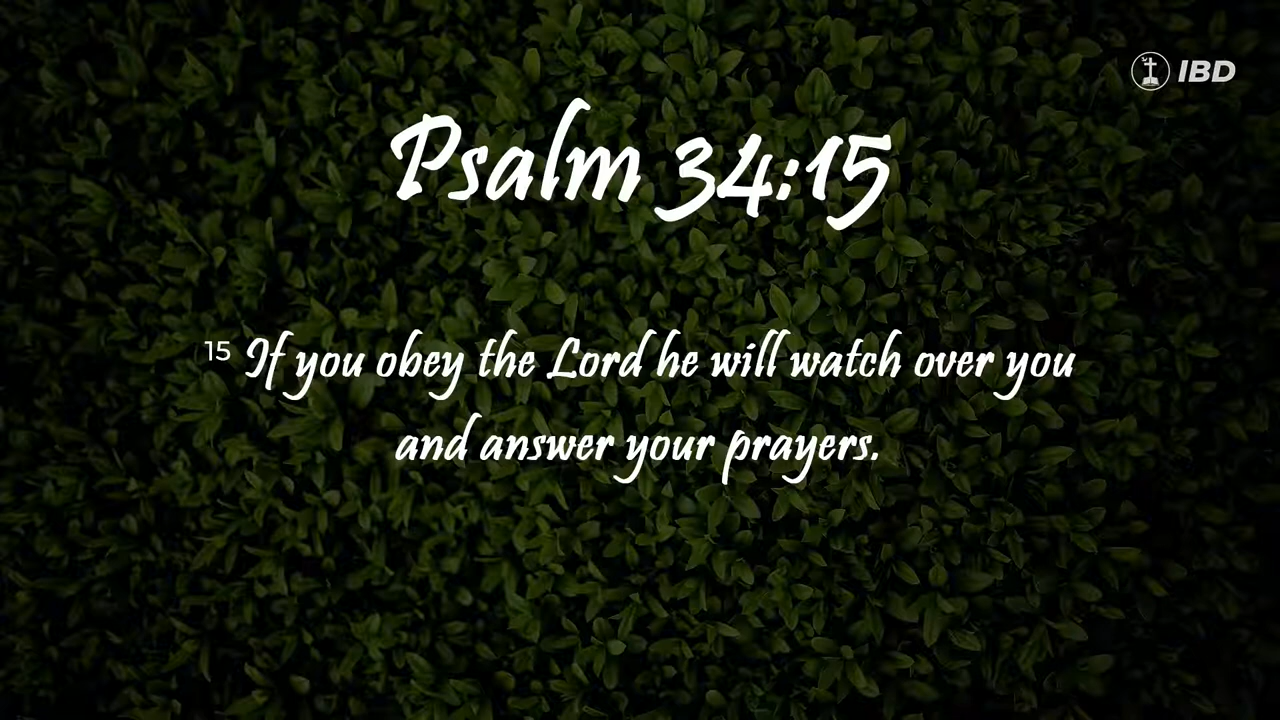 IBD
Psalm 34:15
15 If you obey the Lord he will watch over you
and answer your prayers.